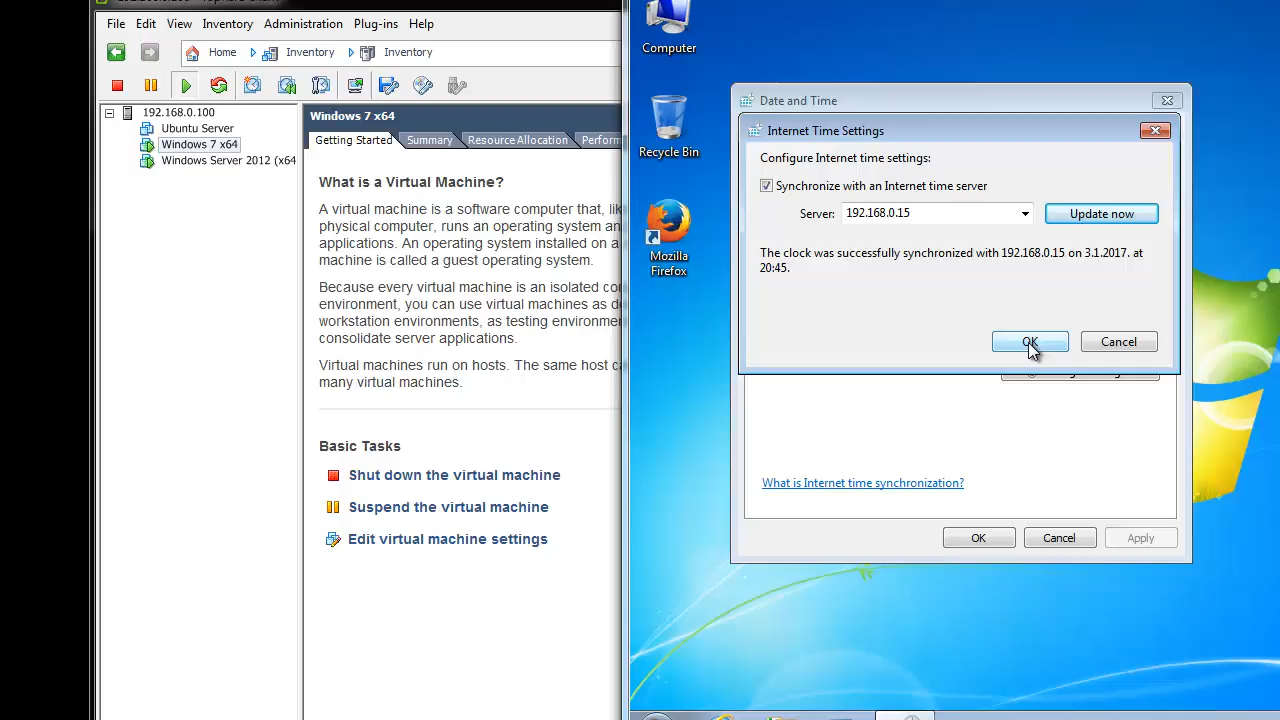 File Edit View Inventory Administration Plug-ins Help
Home Inventory Inventory
192.168.0.100
Ubuntu Server
Windows 7 x64
Windows Server 2012 (x64
Windows 7 x64
Getting Started Summary Resource Allocation Perform
What is a Virtual Machine?
A virtual machine is a software computer that, lik
physical computer, runs an operating system an
applications. An operating system installed on a
machine is called a guest operating system.
Because every virtual machine is an isolated co
environment, you can use virtual machines as de
workstation environments, as testing environme
consolidate server applications.
Virtual machines run on hosts. The same host ca
many virtual machines.
Basic Tasks
Shut down the virtual machine
Suspend the virtual machine
Edit virtual machine settings
Computer
Recycle Bin
Mozilla
Firefox
Date and Time
Internet Time Settings
Configure Internet time settings:
Synchronize with an Internet time server
Server: 192.168.0.15 Update now
The clock was successfully synchronized with 192.168.0.15 on 3.1.2017. at
20:45.
OK Cancel
What is Internet time synchronization?
OK Cancel Apply